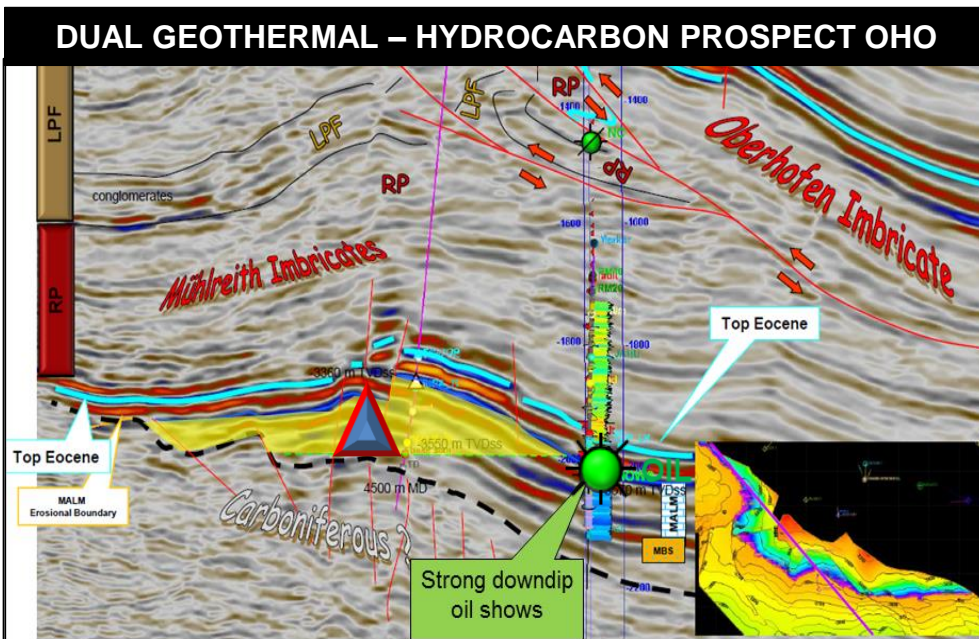 DUAL GEOTHERMAL – HYDROCARBON PROSPECT OHO
LPF
RP
conglomerates
LPF
LPF
RP
RP
RP
-1400
-1400
Oberhofen Imbricate
Mühlreith Imbricates
-1600
-1600
-1800
-1800
Top Eocene
-3360 m TVDss
-3550 m TVDss
Top Eocene
MALM
Erosional Boundary
4500 m MD
Carboniferous ?
OIL
MALM
MBS
-2200
Strong downdip
oil shows